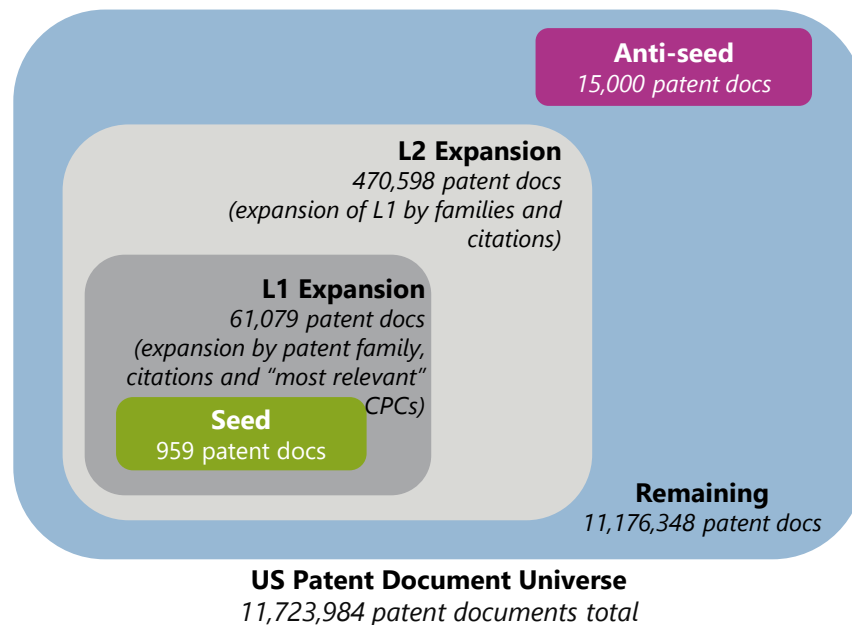 Anti-seed
15,000 patent docs
L2 Expansion
470,598 patent docs
(expansion of L1 by families and
citations)
L1 Expansion
61,079 patent docs
(expansion by patent family,
citations and “most relevant”
CPCs)
Seed
959 patent docs
Remaining
11,176,348 patent docs
US Patent Document Universe
11,723,984 patent documents total